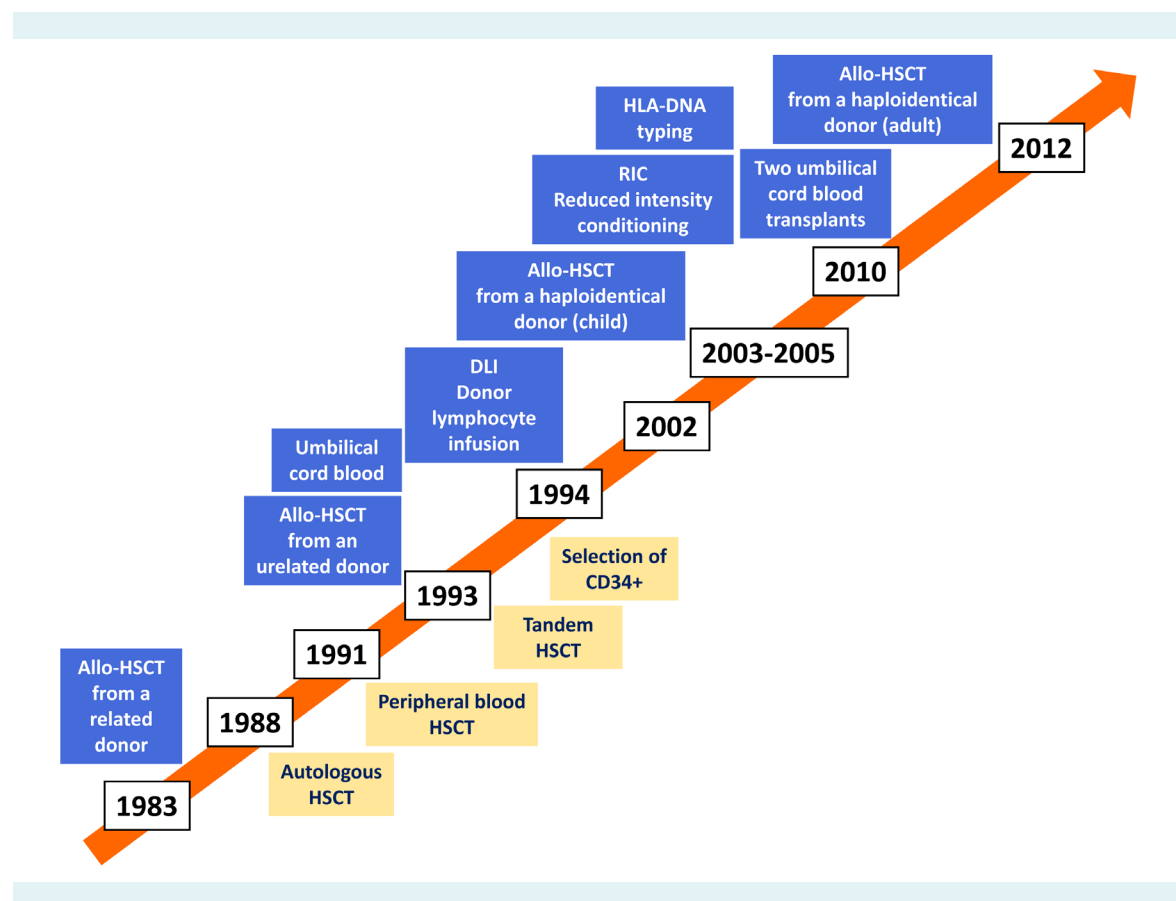 Allo-HSCT
from a haploidentical
donor (adult)
HLA-DNA
typing
2012
RIC
Reduced intensity
conditioning
Two umbilical
cord blood
transplants
2010
Allo-HSCT
from a haploidentical
donor (child)
2003-2005
DLI
Donor
lymphocyte
infusion
2002
Umbilical
cord blood
1994
Allo-HSCT
from an
urelated donor
Selection of
CD34+
1993
Tandem
HSCT
1991
Allo-HSCT
from a
related
donor
Peripheral blood
HSCT
1988
Autologous
HSCT
1983